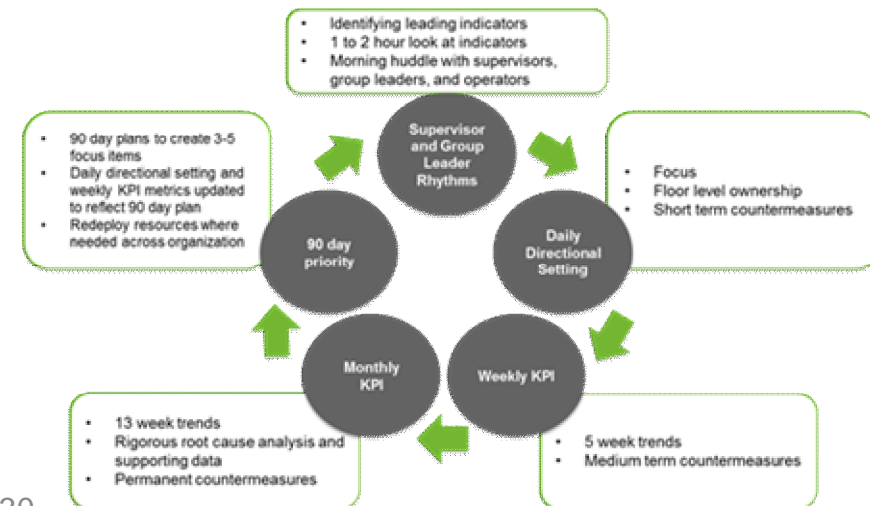 • Identifying leading indicators
• 1 to 2 hour look at indicators
• Morning huddle with supervisors,
group leaders, and operators
Supervisor
and Group
Leader
Rhythms
• Focus
• Floor level ownership
• Short term countermeasures
Daily
Directional
Setting
• 5 week trends
• Medium term countermeasures
Weekly KPI
• 13 week trends
• Rigorous root cause analysis and
supporting data
• Permanent countermeasures
Monthly
KPI
• 90 day plans to create 3-5
focus items
• Daily directional setting and
weekly KPI metrics updated
to reflect 90 day plan
• Redeploy resources where
needed across organization
90 day
priority